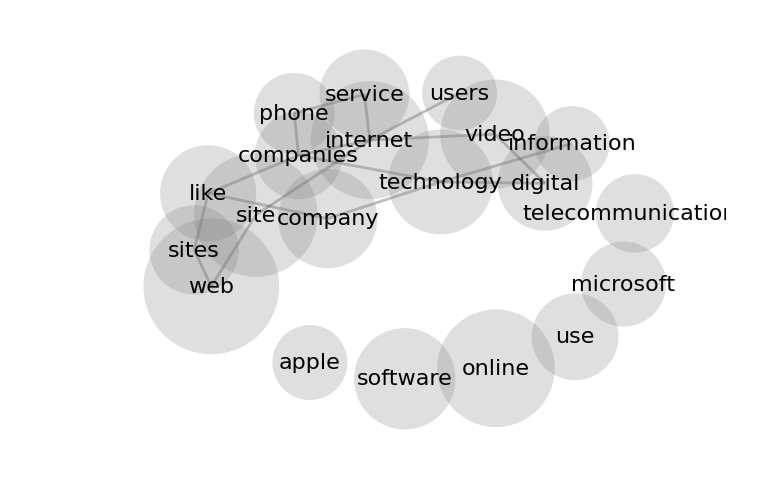 users
service
phone
video
internet
information
companies
technology
digital
like
telecommunication
site
company
sites
microsoft
web
use
apple
online
software